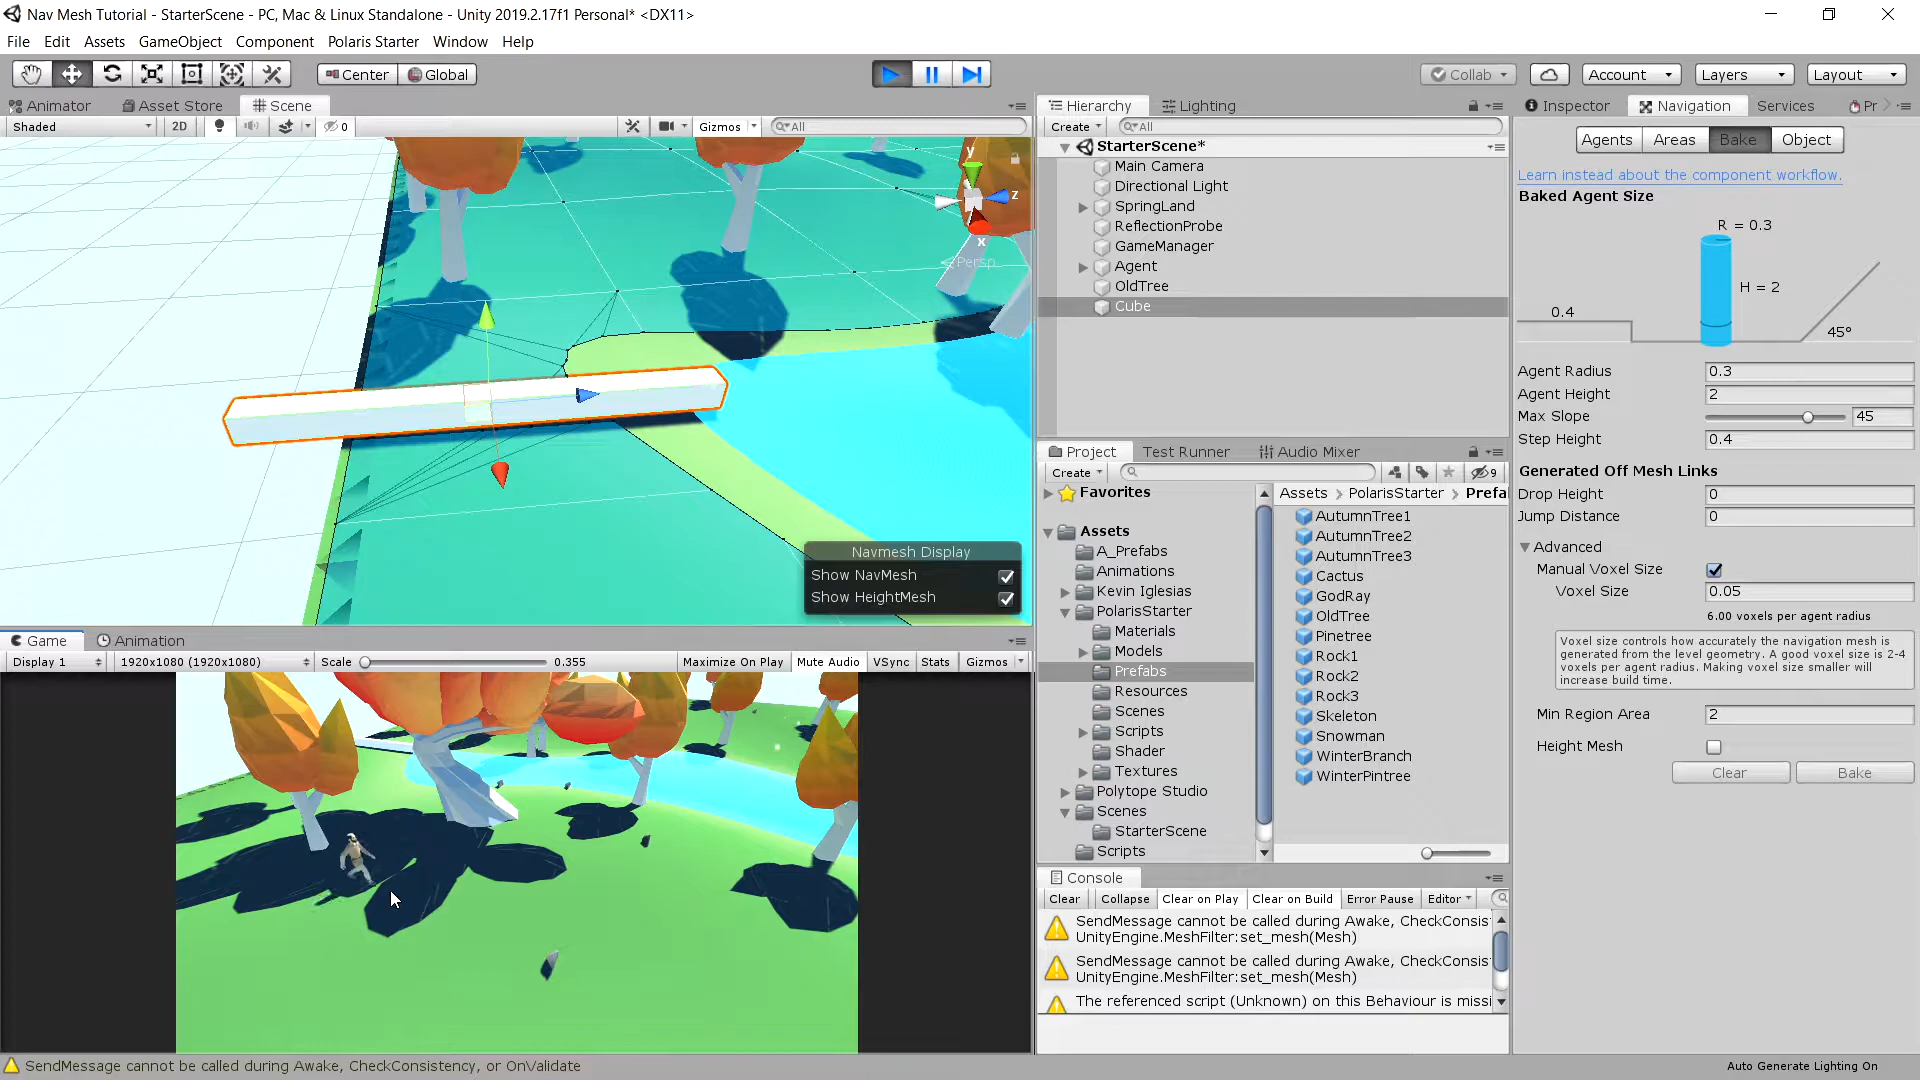 Nav Mesh Tutorial - StarterScene - PC, Mac & Linux Standalone - Unity 2019.2.17f1 Personal* <DX11>
File Edit Assets GameObject Component Polaris Starter Window Help
Center Global Collab Account Layers Layout
Animator Asset Store Scene
Shaded 2D 0 Gizmos All
y
z
x
Persp
Navmesh Display
Show NavMesh
Show HeightMesh
Game Animation
Display 1 1920x1080 (1920x1080) Scale 0.355 Maximize On Play Mute Audio VSync Stats Gizmos
Hierarchy Lighting
Create All
StarterScene*
Main Camera
Directional Light
SpringLand
ReflectionProbe
GameManager
Agent
OldTree
Cube
Project Test Runner Audio Mixer
Create 9
Favorites
Assets
A_Prefabs
Animations
Kevin Iglesias
PolarisStarter
Materials
Models
Prefabs
Resources
Scenes
Scripts
Shader
Textures
Polytope Studio
Scenes
StarterScene
Scripts
Assets PolarisStarter Prefa
AutumnTree1
AutumnTree2
AutumnTree3
Cactus
GodRay
OldTree
Pinetree
Rock1
Rock2
Rock3
Skeleton
Snowman
WinterBranch
WinterPintree
Console
Clear Collapse Clear on Play Clear on Build Error Pause Editor
SendMessage cannot be called during Awake, CheckConsis
UnityEngine.MeshFilter:set_mesh(Mesh)
SendMessage cannot be called during Awake, CheckConsis
UnityEngine.MeshFilter:set_mesh(Mesh)
The referenced script (Unknown) on this Behaviour is missi
Inspector Navigation Services Pr
Agents Areas Bake Object
Learn instead about the component workflow.
Baked Agent Size
R = 0.3
H = 2
0.4
45°
Agent Radius 0.3
Agent Height 2
Max Slope 45
Step Height 0.4
Generated Off Mesh Links
Drop Height 0
Jump Distance 0
Advanced
Manual Voxel Size
Voxel Size 0.05
6.00 voxels per agent radius
Voxel size controls how accurately the navigation mesh is
generated from the level geometry. A good voxel size is 2-4
voxels per agent radius. Making voxel size smaller will
increase build time.
Min Region Area 2
Height Mesh
Clear Bake
SendMessage cannot be called during Awake, CheckConsistency, or OnValidate
Auto Generate Lighting On